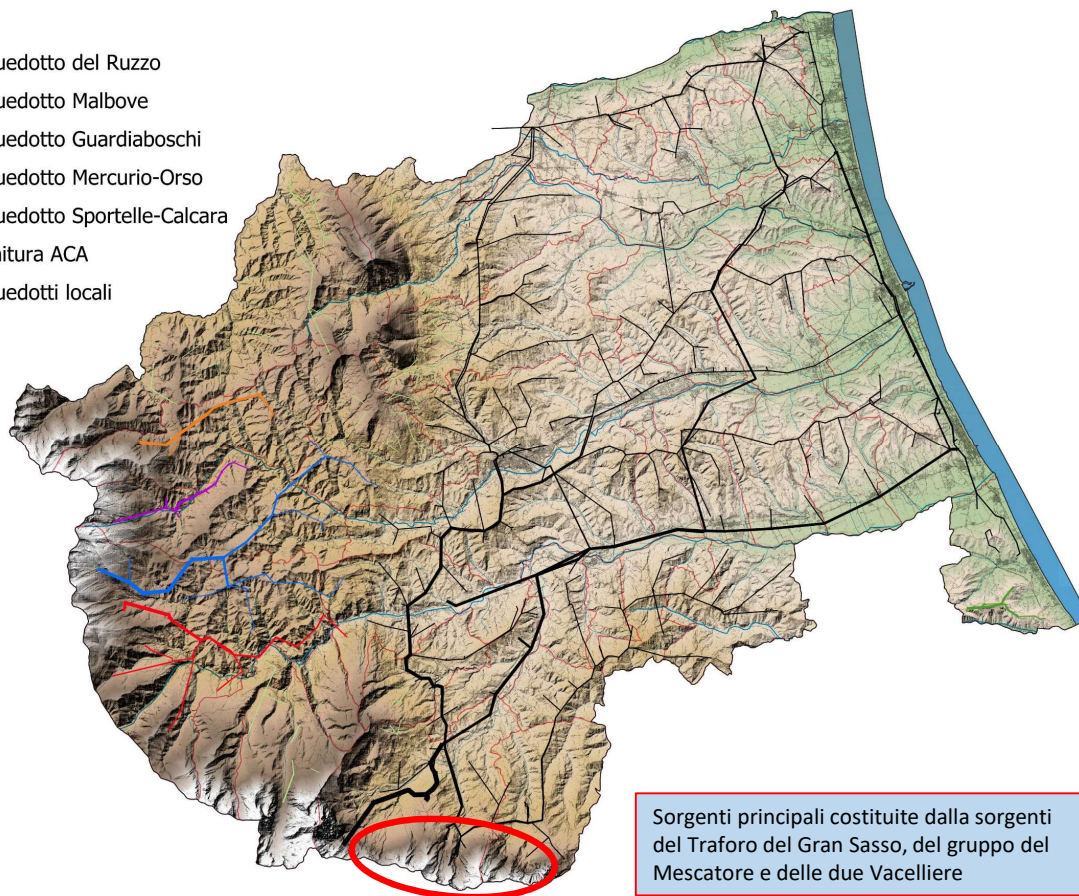 uedotto del Ruzzo
uedotto Malbove
uedotto Guardiaboschi
uedotto Mercurio-Orso
uedotto Sportelle-Calcara
nitura ACA
uedotti locali
Sorgenti principali costituite dalla sorgenti
del Traforo del Gran Sasso, del gruppo del
Mescatore e delle due Vacelliere